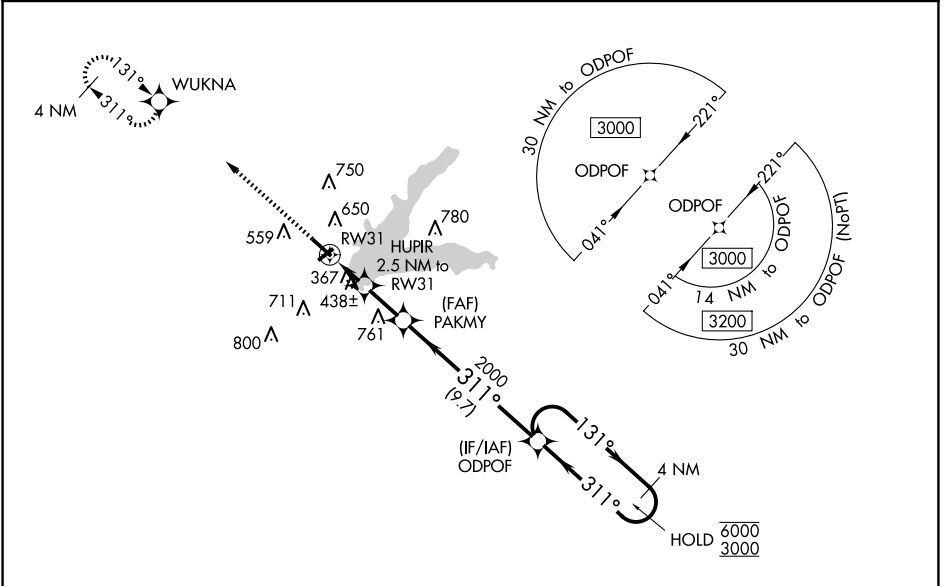 WUKNA
131°
311°
4 NM
30 NM to ODPOF
3000
221°
ODPOF
041°
221°
ODPOF
3000
041°
14 NM to ODPOF
3200
30 NM to ODPOF (NoPT)
750
650
559
780
RW31
HUPIR
2.5 NM to
RW31
367
438±
711
761
800
(FAF)
PAKMY
2000
311°
(9.7)
(IF/IAF)
ODPOF
131°
4 NM
311°
HOLD 6000
3000